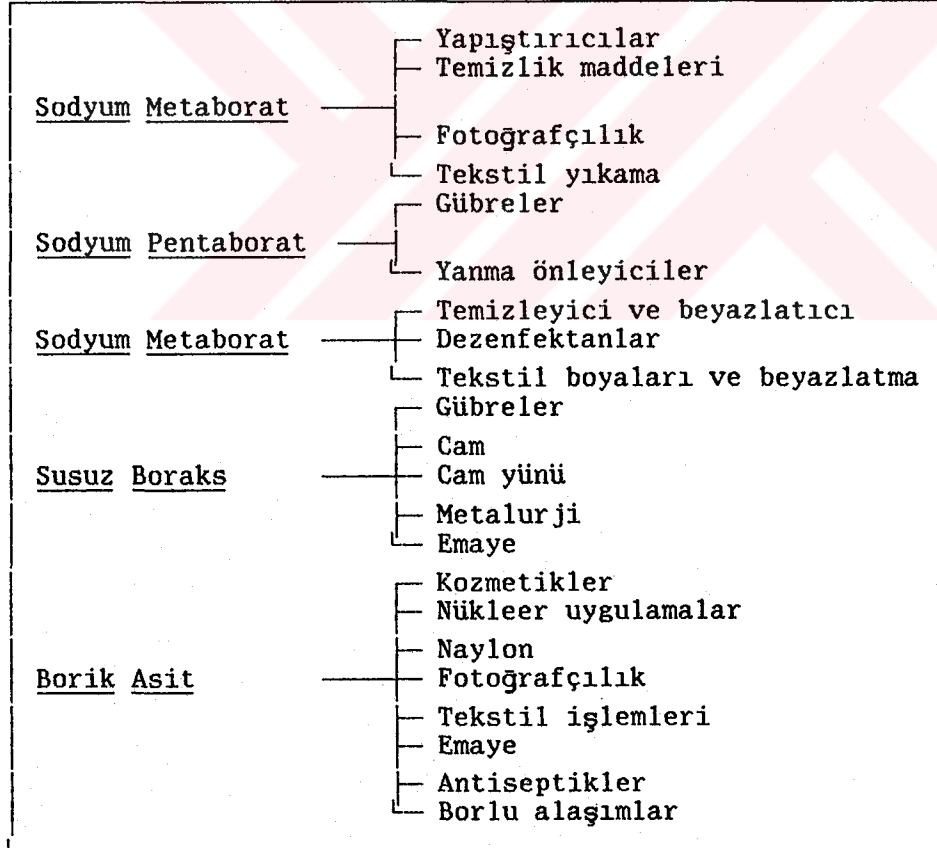 Yapıştırıcılar
Temizlik maddeleri
Sodyum Metaborat
Fotoğrafçılık
Tekstil yıkama
Gübreler
Sodyum Pentaborat
Yanma önleyiciler
Temizleyici ve beyazlatıcı
Sodyum Metaborat
Dezenfektanlar
Tekstil boyaları ve beyazlatma
Gübreler
Cam
Susuz Boraks
Cam yünü
Metalurji
Emaye
Kozmetikler
Nükleer uygulamalar
Naylon
Borik Asit
Fotoğrafçılık
Tekstil işlemleri
Emaye
Antiseptikler
Borlu alaşımlar